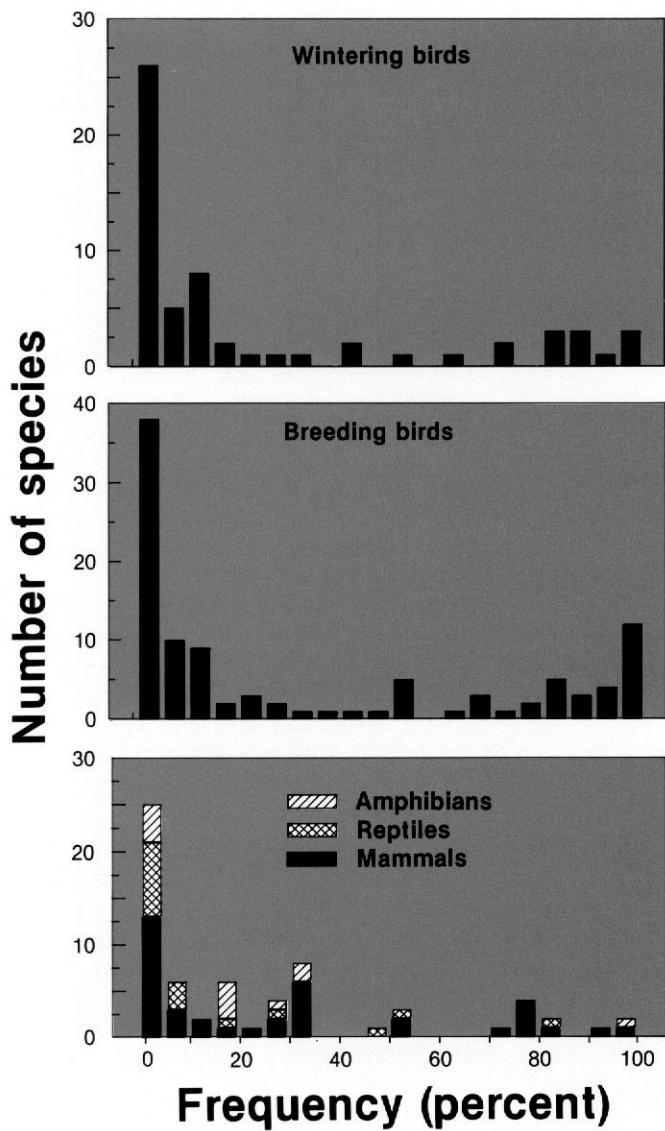 30
Wintering birds
20
10
0
40
Breeding birds
30
20
10
0
30
Amphibians
Reptiles
Mammals
20
10
0
0 20 40 60 80 100
Number of species
Frequency (percent)